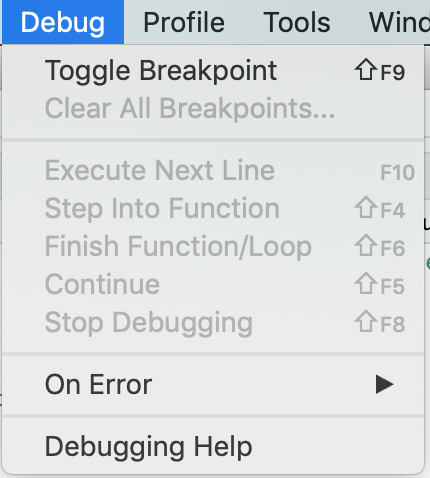 Debug Profile Tools Wind
Toggle Breakpoint ⇧F9
Clear All Breakpoints...
Execute Next Line F10
Step Into Function ⇧F4
Finish Function/Loop ⇧F6
Continue ⇧F5
Stop Debugging ⇧F8
On Error ▶
Debugging Help